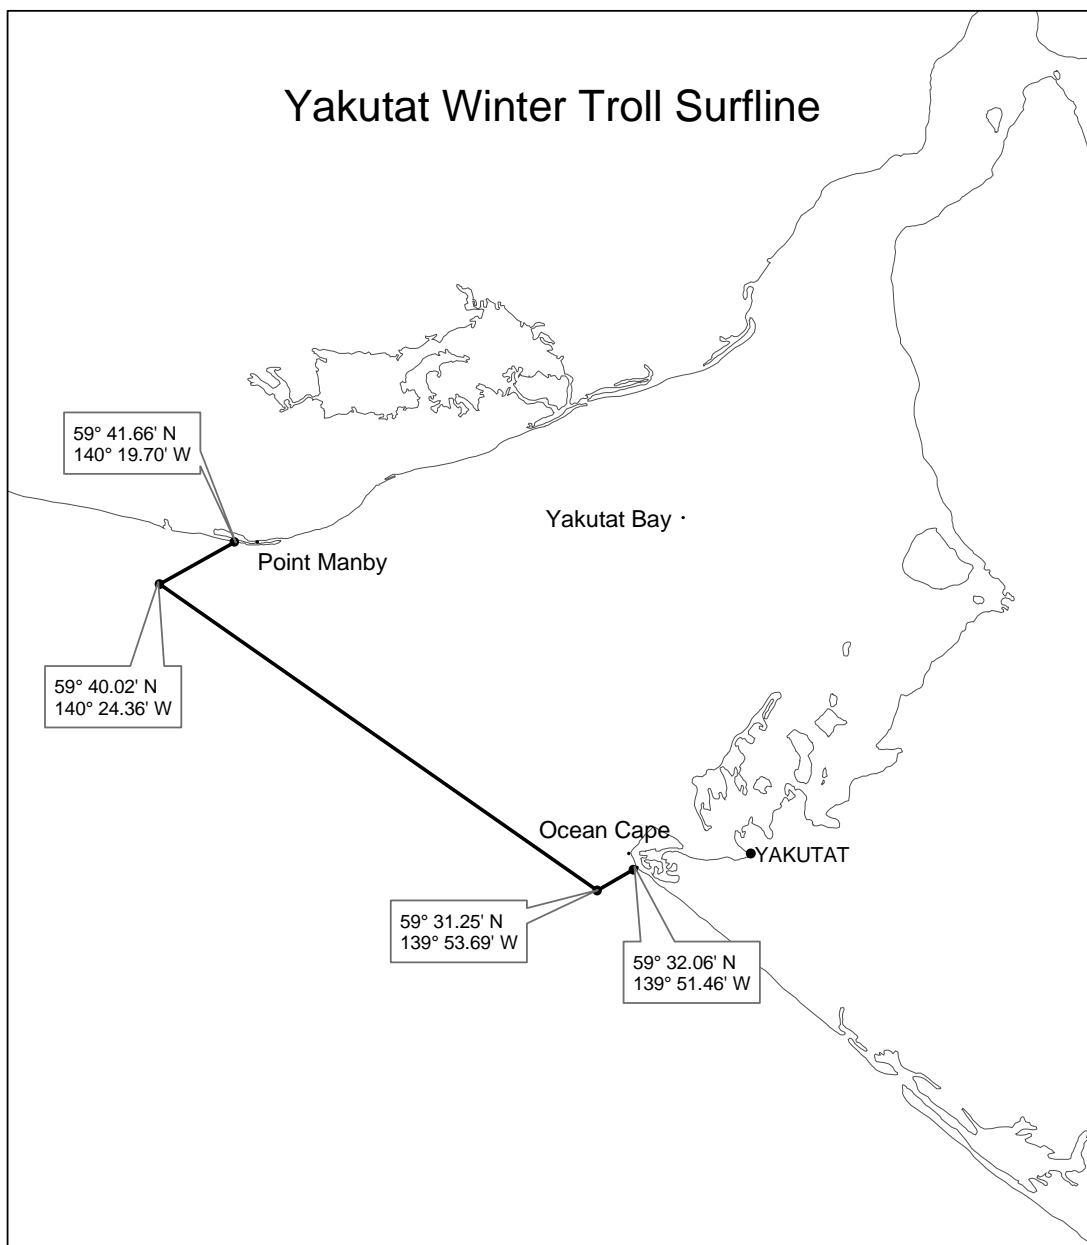 Yakutat Winter Troll Surfline
59° 41.66' N
140° 19.70' W
Yakutat Bay
Point Manby
59° 40.02' N
140° 24.36' W
Ocean Cape
YAKUTAT
59° 31.25' N
139° 53.69' W
59° 32.06' N
139° 51.46' W